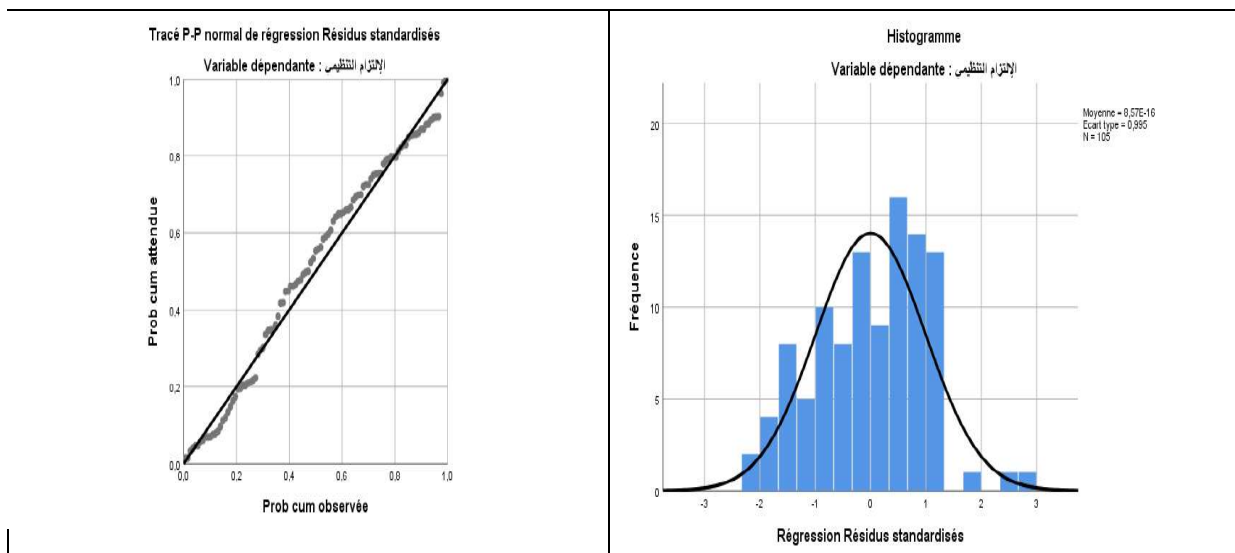 Tracé P-P normal de régression Résidus standardisés
Variable dépendante : الإلتزام التنظيمي
Prob cum attendue
1,0
0,8
0,6
0,4
0,2
0,0
0,0 0,2 0,4 0,6 0,8 1,0
Prob cum observée
Histogramme
Variable dépendante : الإلتزام التنظيمي
Moyenne = 8,57E-16
Ecart type = 0,995
N = 105
Fréquence
20
15
10
5
0
-3 -2 -1 0 1 2 3
Régression Résidus standardisés